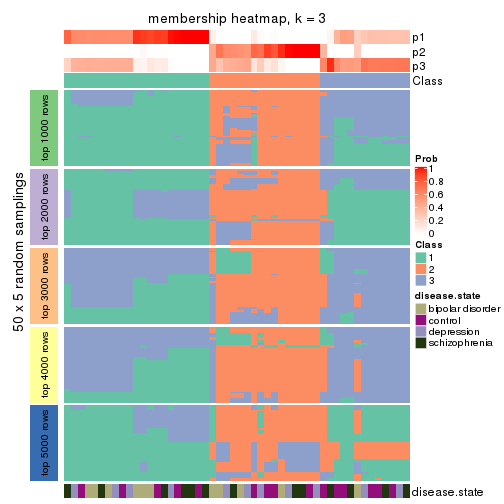 membership heatmap, k = 3
p1
p2
p3
Class
50 x 5 random samplings
top 1000 rows
top 2000 rows
top 3000 rows
top 4000 rows
top 5000 rows
Prob
1
0.8
0.6
0.4
0.2
0
Class
1
2
3
disease.state
bipolar disorder
control
depression
schizophrenia
disease.state